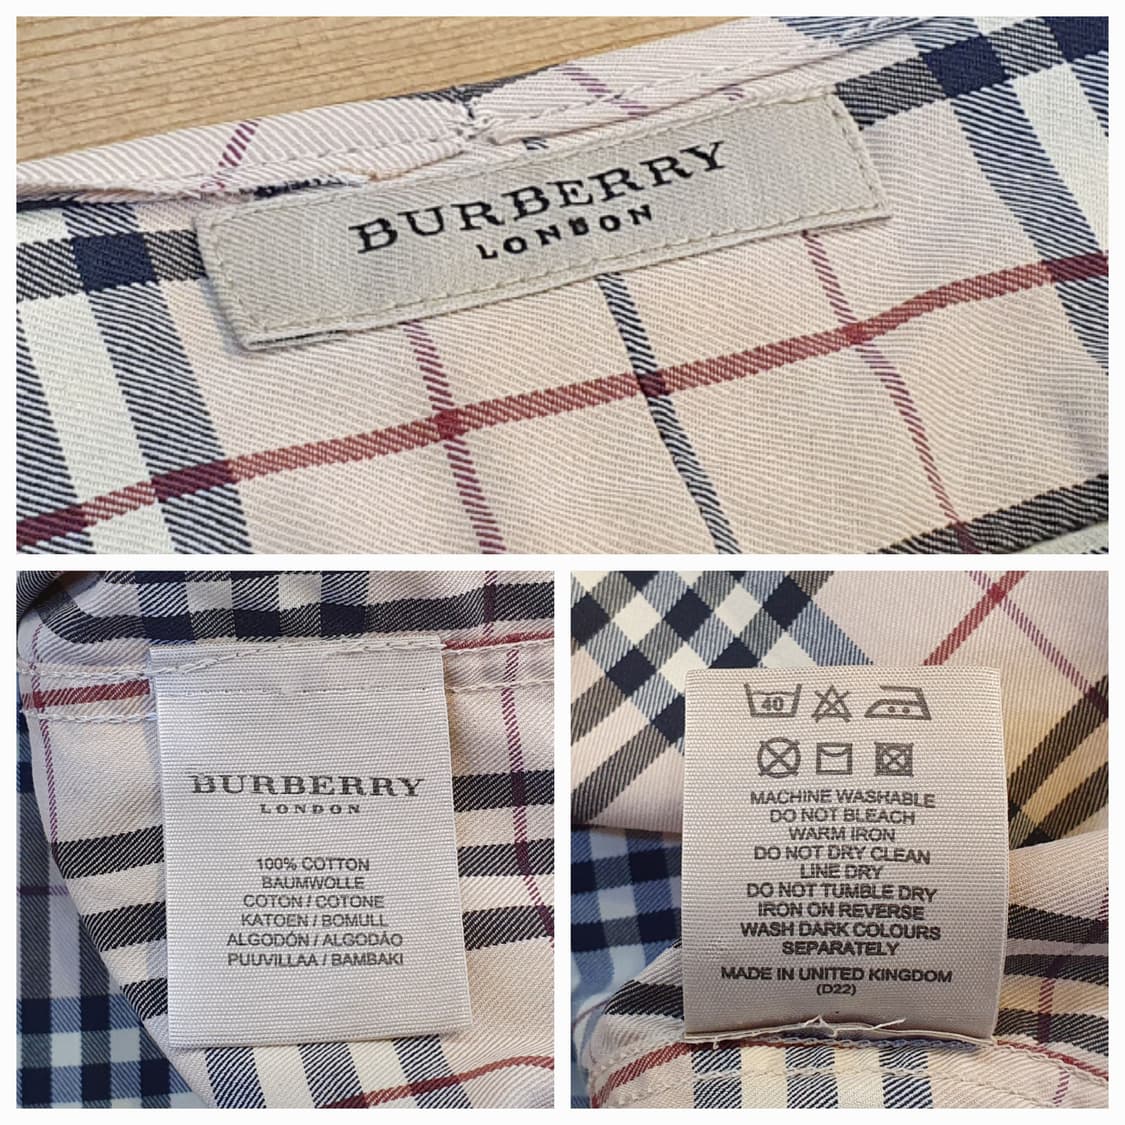 BURBERRY
LONDON
BURBERRY
LONDON
100% COTTON
BAUMWOLLE
COTON / COTONE
KATOEN / BOMULL
ALGODÓN / ALGODÃO
PUUVILLAA / BAMBAKI
40
MACHINE WASHABLE
DO NOT BLEACH
WARM IRON
DO NOT DRY CLEAN
LINE DRY
DO NOT TUMBLE DRY
IRON ON REVERSE
WASH DARK COLOURS
SEPARATELY
MADE IN UNITED KINGDOM
(D22)